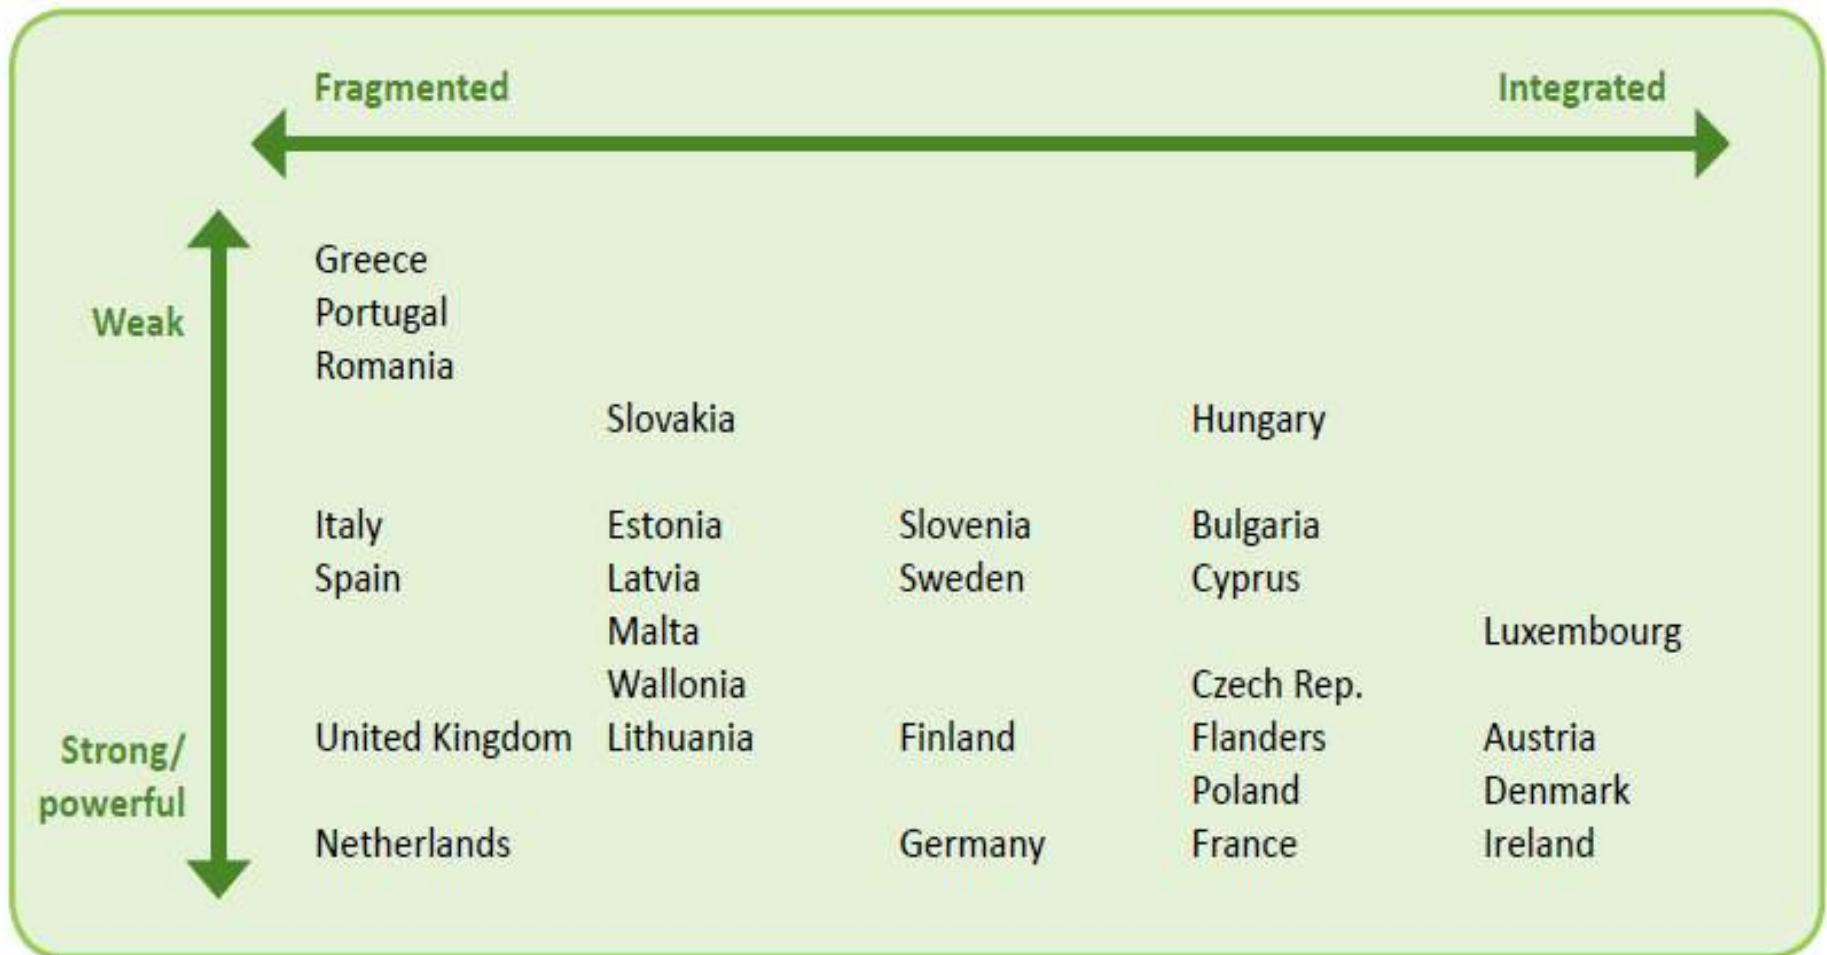 Fragmented Integrated
Weak
Greece
Portugal
Romania
Slovakia Hungary
Italy Estonia Slovenia Bulgaria
Spain Latvia Sweden Cyprus
Malta Luxembourg
Wallonia Czech Rep.
Strong/
powerful
United Kingdom Lithuania Finland Flanders Austria
Poland Denmark
Netherlands Germany France Ireland